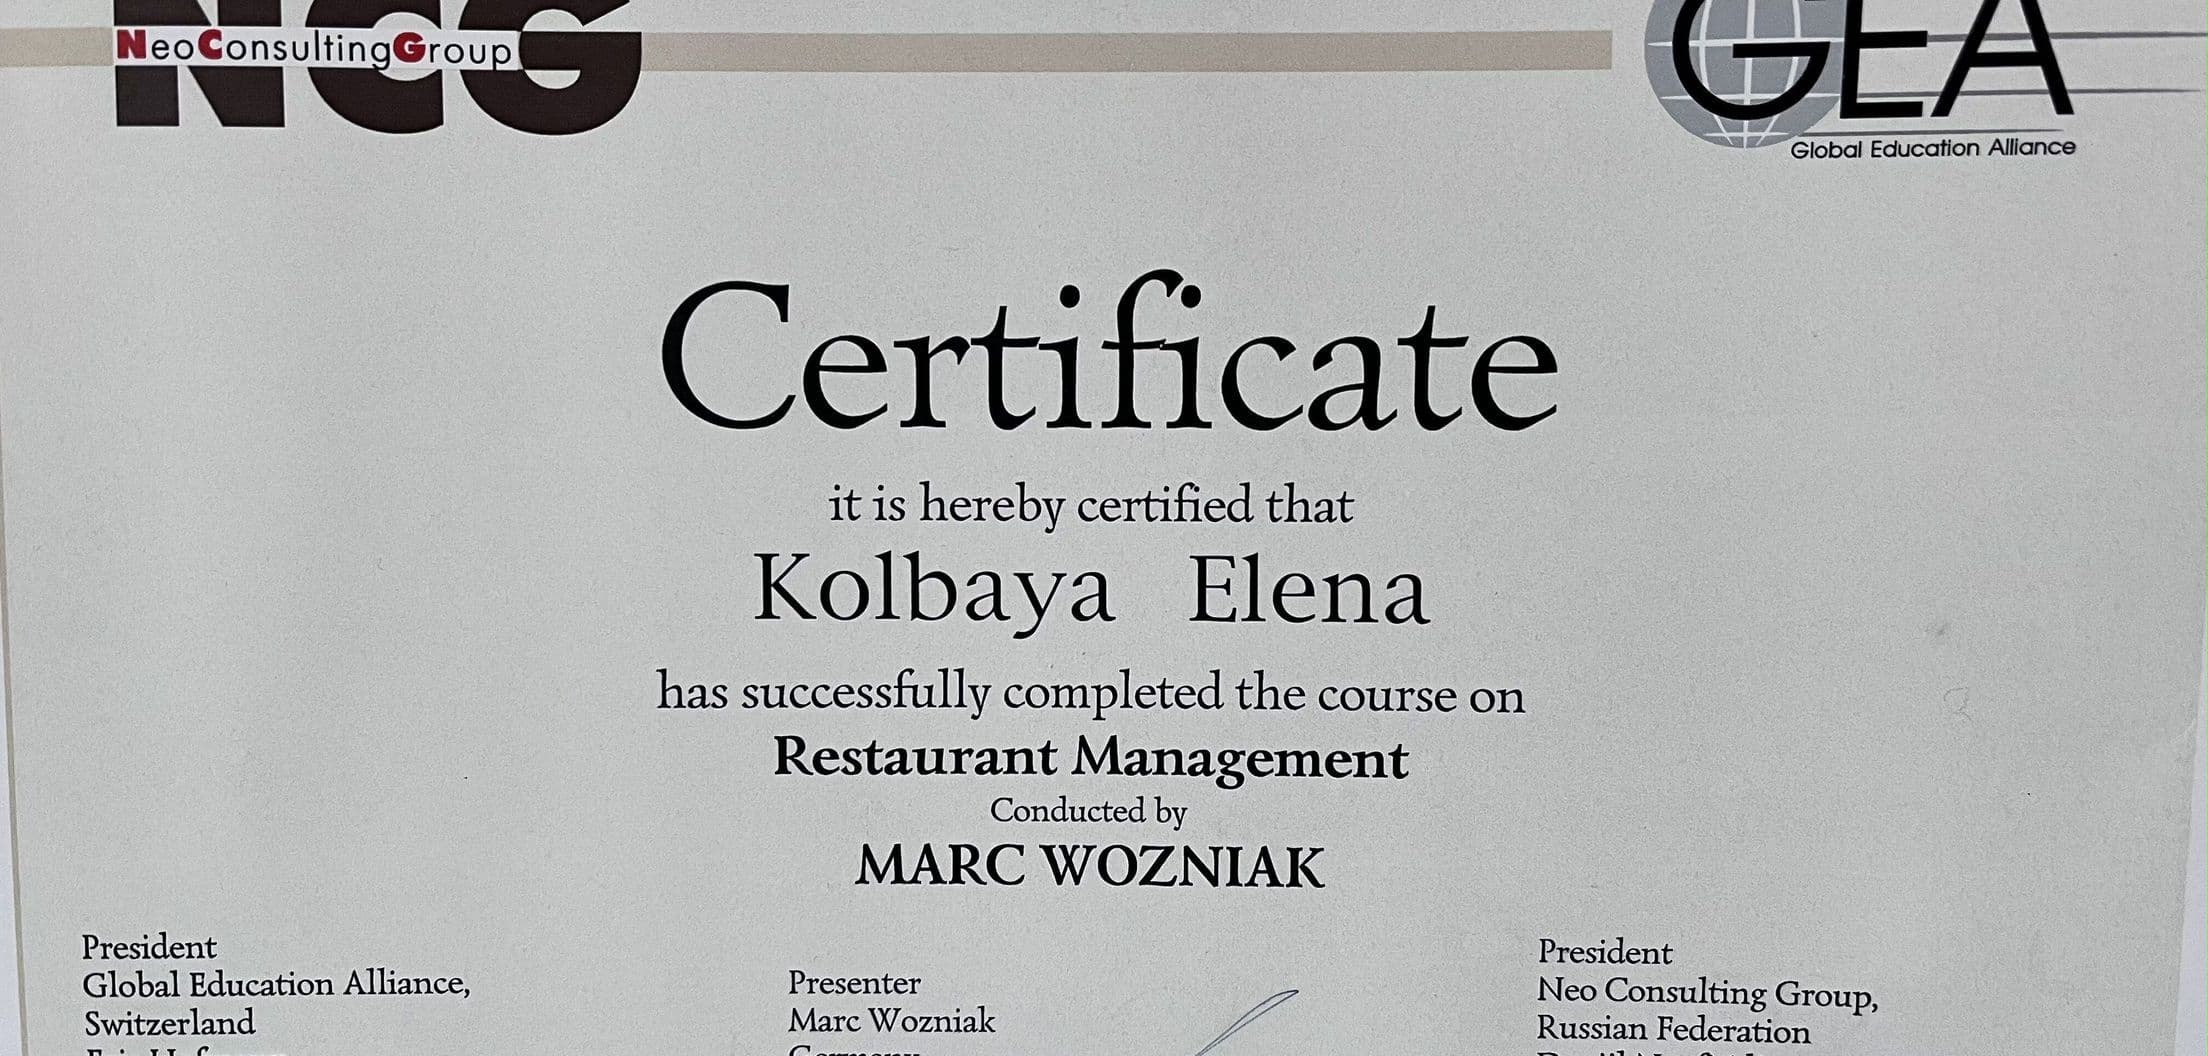 NCG
NeoConsultingGroup
GEA
Global Education Alliance
Certificate
it is hereby certified that
Kolbaya Elena
has successfully completed the course on
Restaurant Management
Conducted by
MARC WOZNIAK
President
Global Education Alliance,
Switzerland
Presenter
Marc Wozniak
President
Neo Consulting Group,
Russian Federation